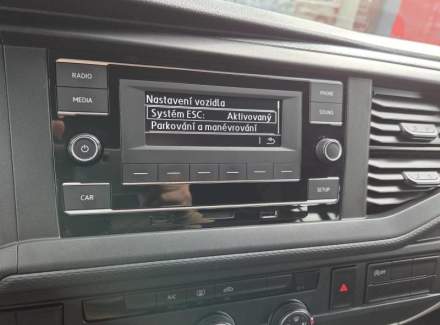 RADIO
MEDIA
CAR
PHONE
SOUND
SETUP
Nastavení vozidla
Systém ESC: Aktivovaný
Parkování a manévrování
A/C